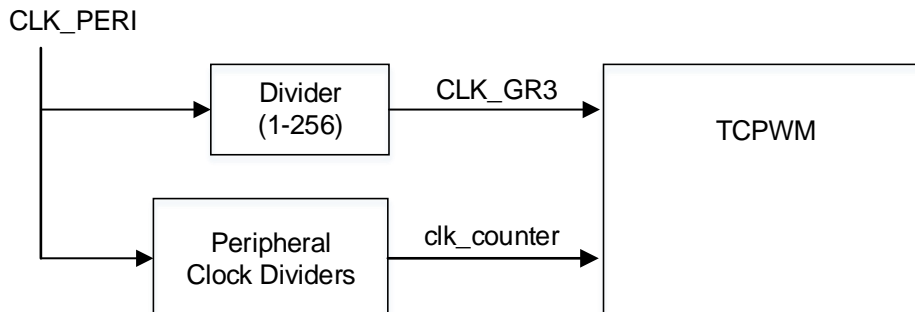 CLK_PERI
Divider
(1-256)
CLK_GR3
TCPWM
Peripheral
Clock Dividers
clk_counter